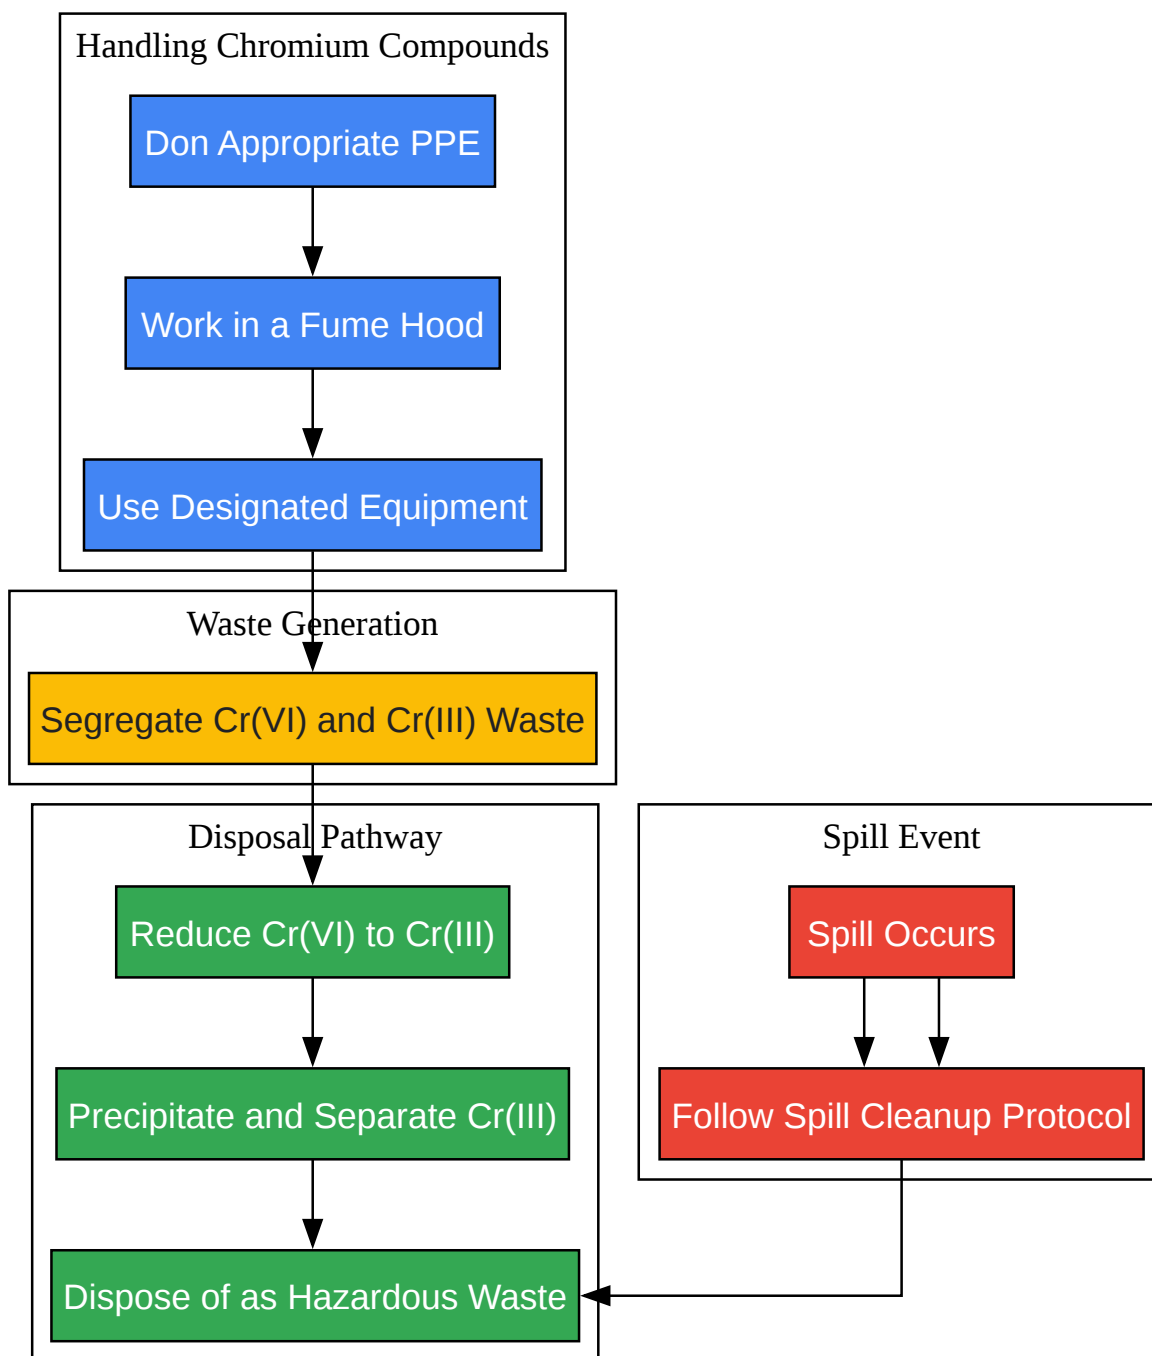 Handling Chromium Compounds
Don Appropriate PPE
Work in a Fume Hood
Use Designated Equipment
Waste Generation
Segregate Cr(VI) and Cr(III) Waste
Disposal Pathway
Reduce Cr(VI) to Cr(III)
Precipitate and Separate Cr(III)
Dispose of as Hazardous Waste
Spill Event
Spill Occurs
Follow Spill Cleanup Protocol